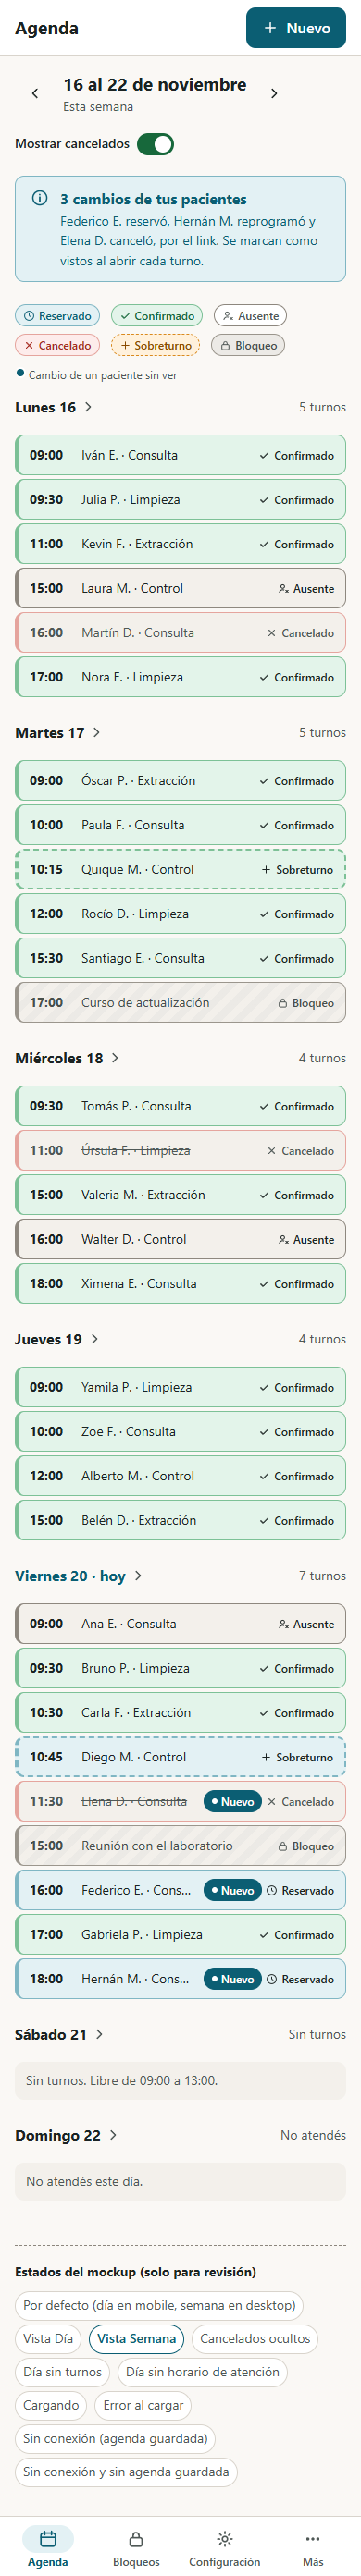 Agenda
+ Nuevo
16 al 22 de noviembre
Esta semana
Mostrar cancelados
3 cambios de tus pacientes
Federico E. reservó, Hernán M. reprogramó y
Elena D. canceló, por el link. Se marcan como
vistos al abrir cada turno.
Reservado Confirmado Ausente
Cancelado Sobreturno Bloqueo
Cambio de un paciente sin ver
Lunes 16 5 turnos
09:00 Iván E. · Consulta Confirmado
09:30 Julia P. · Limpieza Confirmado
11:00 Kevin F. · Extracción Confirmado
15:00 Laura M. · Control Ausente
16:00 Martín D. · Consulta Cancelado
17:00 Nora E. · Limpieza Confirmado
Martes 17 5 turnos
09:00 Óscar P. · Extracción Confirmado
10:00 Paula F. · Consulta Confirmado
10:15 Quique M. · Control Sobreturno
12:00 Rocío D. · Limpieza Confirmado
15:30 Santiago E. · Consulta Confirmado
17:00 Curso de actualización Bloqueo
Miércoles 18 4 turnos
09:30 Tomás P. · Consulta Confirmado
11:00 Úrsula F. · Limpieza Cancelado
15:00 Valeria M. · Extracción Confirmado
16:00 Walter D. · Control Ausente
18:00 Ximena E. · Consulta Confirmado
Jueves 19 4 turnos
09:00 Yamila P. · Limpieza Confirmado
10:00 Zoe F. · Consulta Confirmado
12:00 Alberto M. · Control Confirmado
15:00 Belén D. · Extracción Confirmado
Viernes 20 · hoy 7 turnos
09:00 Ana E. · Consulta Ausente
09:30 Bruno P. · Limpieza Confirmado
10:30 Carla F. · Extracción Confirmado
10:45 Diego M. · Control Sobreturno
11:30 Elena D. · Consulta Nuevo Cancelado
15:00 Reunión con el laboratorio Bloqueo
16:00 Federico E. · Cons... Nuevo Reservado
17:00 Gabriela P. · Limpieza Confirmado
18:00 Hernán M. · Cons... Nuevo Reservado
Sábado 21 Sin turnos
Sin turnos. Libre de 09:00 a 13:00.
Domingo 22 No atendés
No atendés este día.
Estados del mockup (solo para revisión)
Por defecto (día en mobile, semana en desktop)
Vista Día Vista Semana Cancelados ocultos
Día sin turnos Día sin horario de atención
Cargando Error al cargar
Sin conexión (agenda guardada)
Sin conexión y sin agenda guardada
Agenda Bloqueos Configuración Más